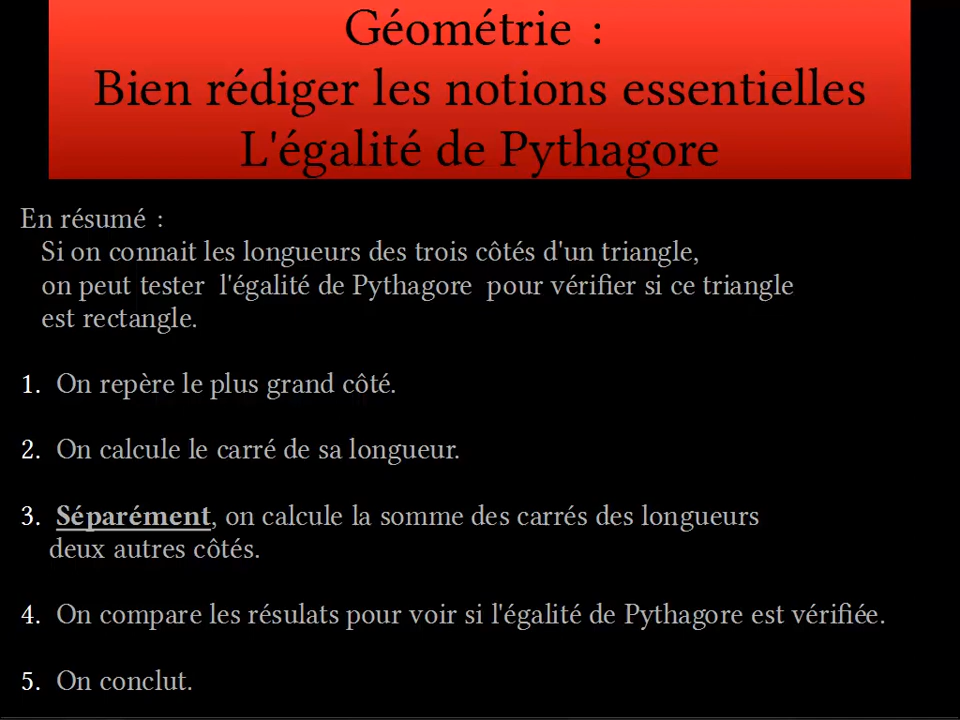 Géométrie :
Bien rédiger les notions essentielles
L'égalité de Pythagore
En résumé :
Si on connait les longueurs des trois côtés d'un triangle,
on peut tester l'égalité de Pythagore pour vérifier si ce triangle
est rectangle.
1. On repère le plus grand côté.
2. On calcule le carré de sa longueur.
3. Séparément, on calcule la somme des carrés des longueurs
deux autres côtés.
4. On compare les résulats pour voir si l'égalité de Pythagore est vérifiée.
5. On conclut.